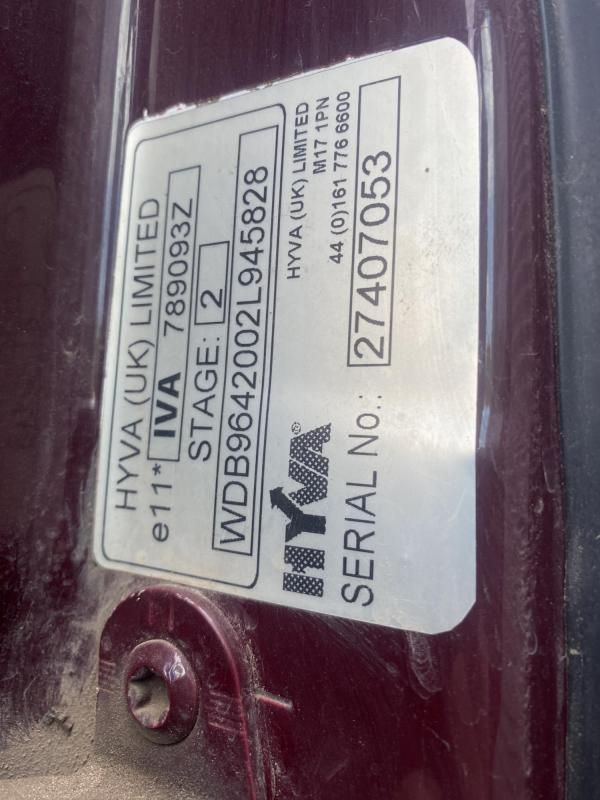 HYVA (UK) LIMITED
e11* IVA 789093Z
STAGE: 2
WDB9642002L945828
HYVA (UK) LIMITED
M17 1PN
44 (0)161 776 6600
HYVA®
SERIAL No.: 27407053